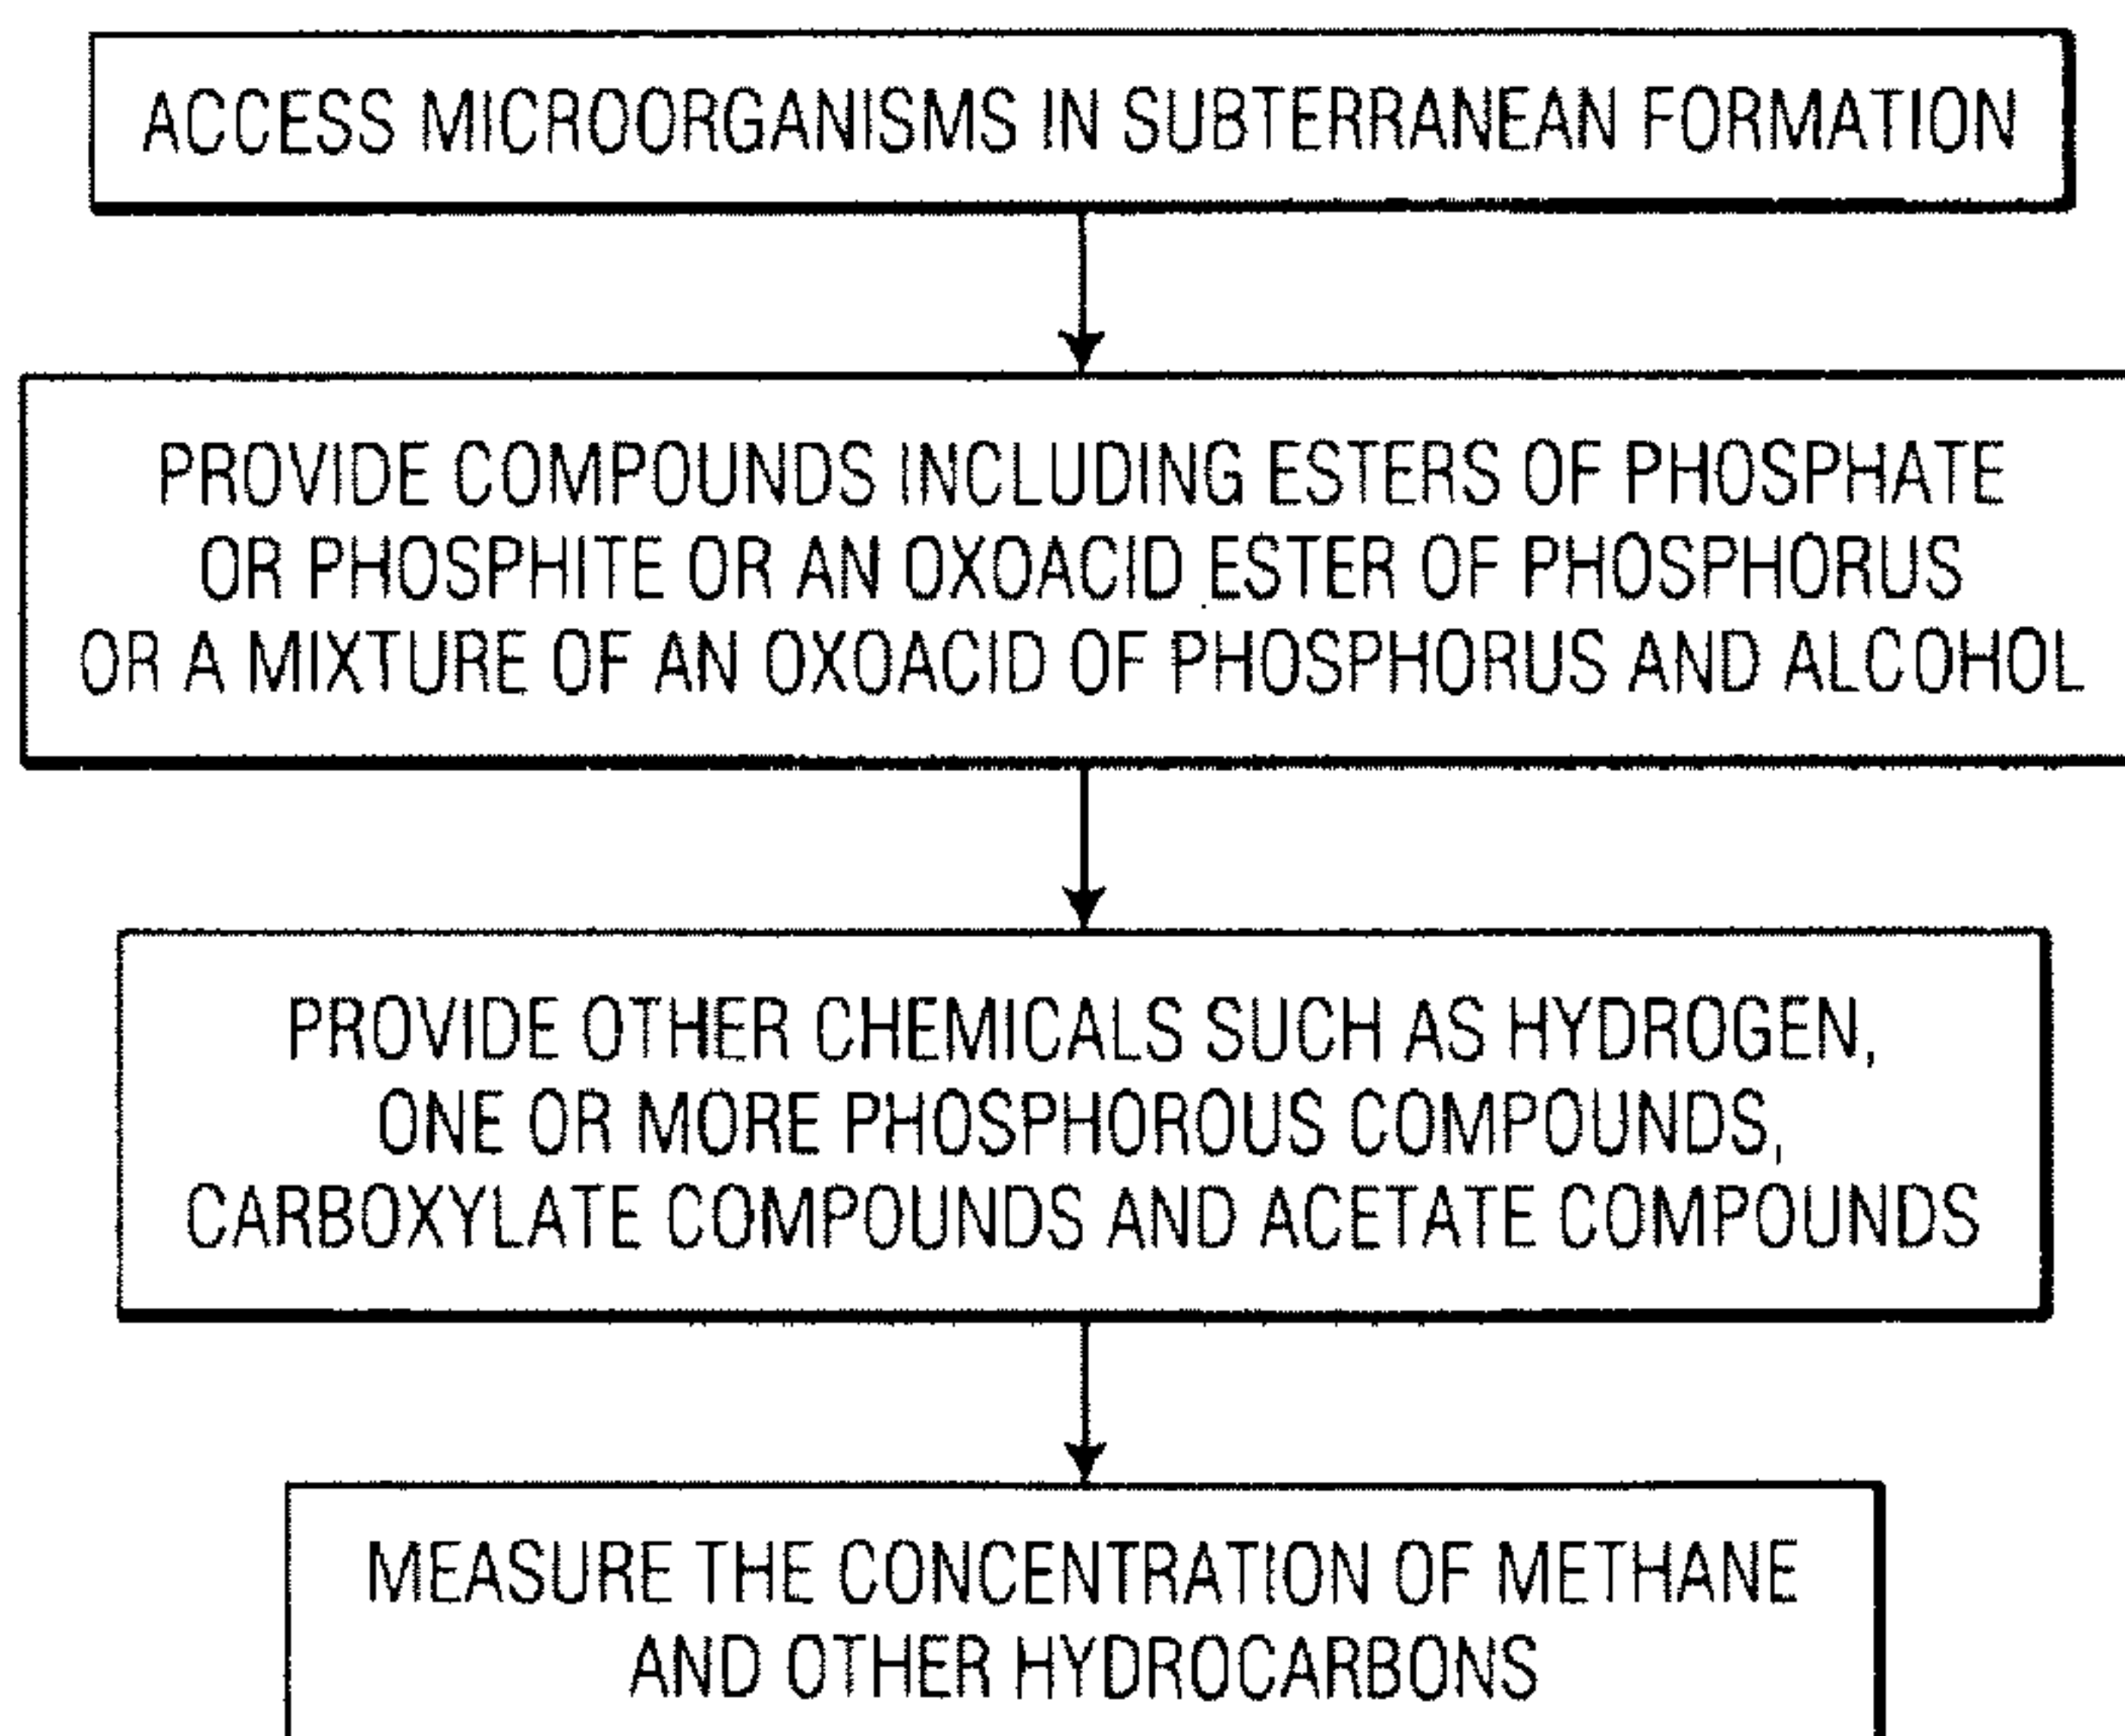 ACCESS MICROORGANISMS IN SUBTERRANEAN FORMATION
PROVIDE COMPOUNDS INCLUDING ESTERS OF PHOSPHATE
OR PHOSPHITE OR AN OXOACID ESTER OF PHOSPHORUS
OR A MIXTURE OF AN OXOACID OF PHOSPHORUS AND ALCOHOL
PROVIDE OTHER CHEMICALS SUCH AS HYDROGEN,
ONE OR MORE PHOSPHOROUS COMPOUNDS,
CARBOXYLATE COMPOUNDS AND ACETATE COMPOUNDS
MEASURE THE CONCENTRATION OF METHANE
AND OTHER HYDROCARBONS